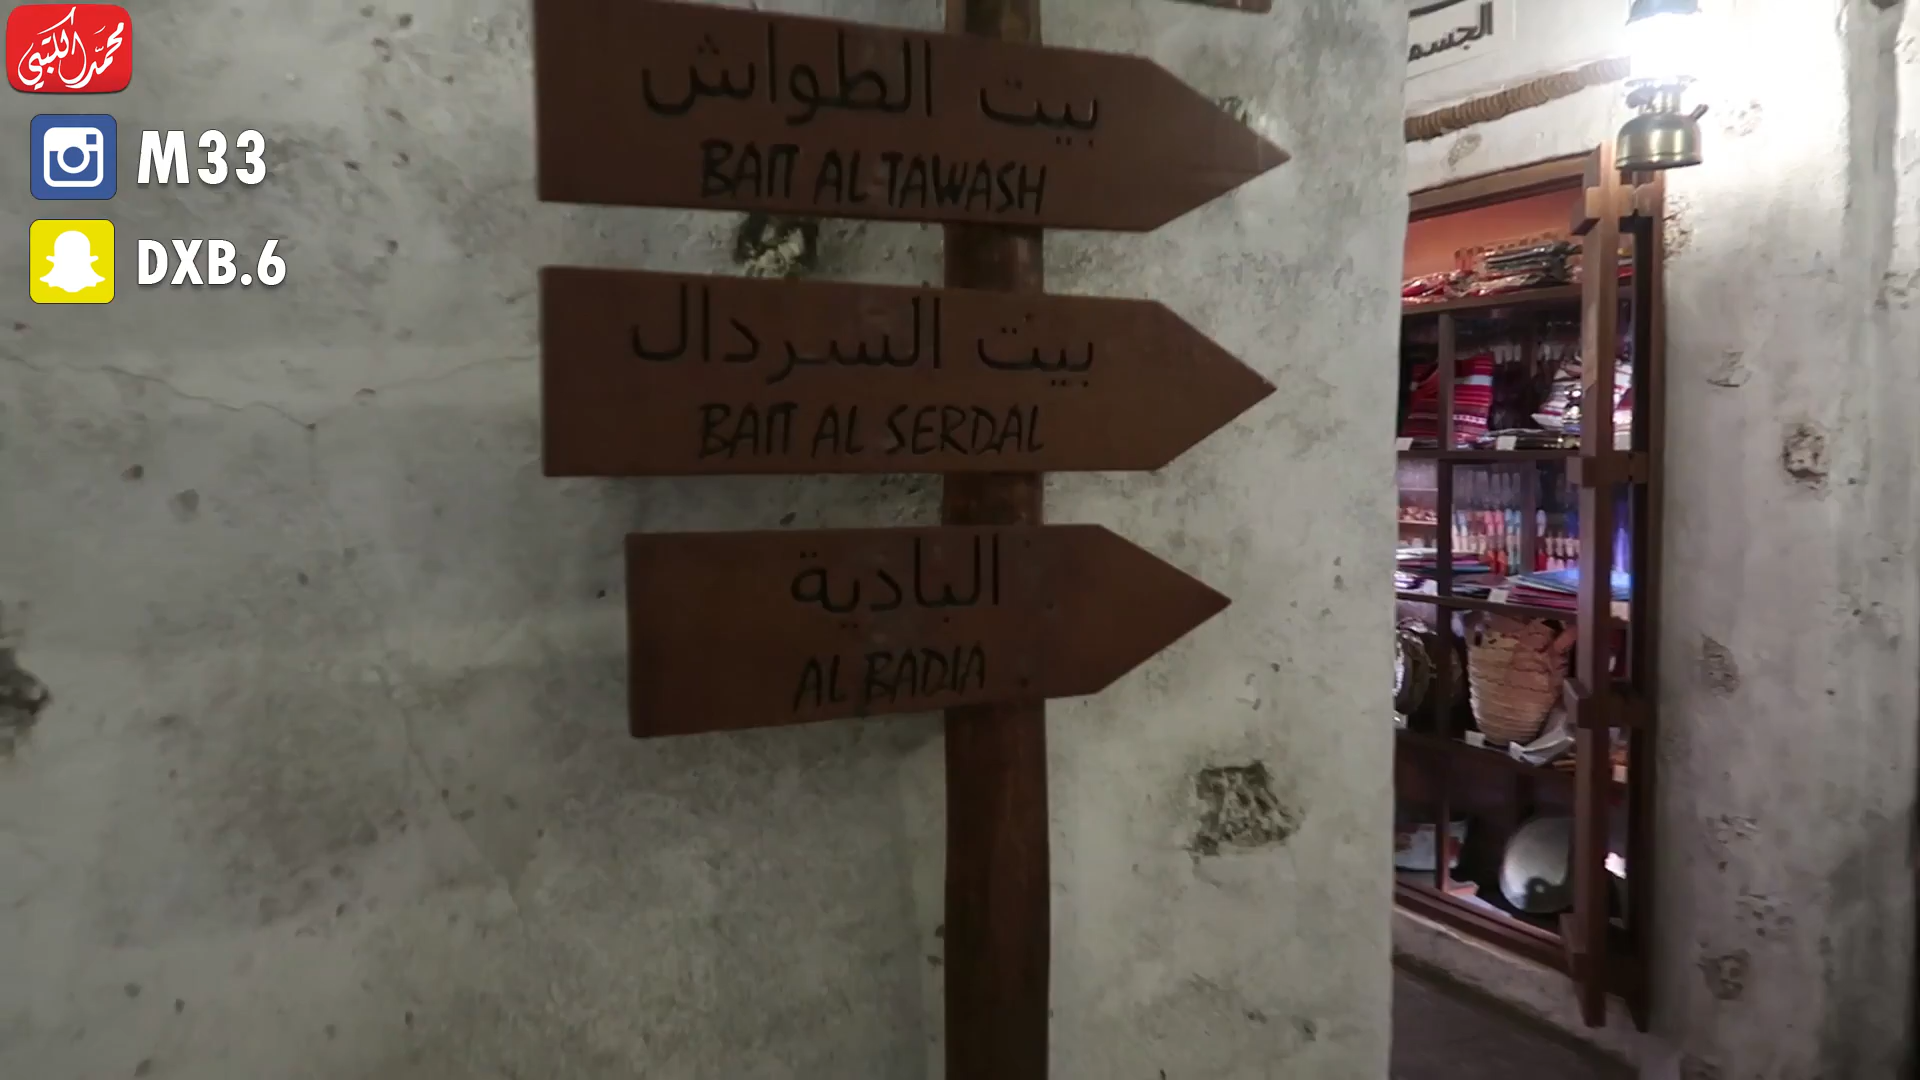 محمد الكتبي
M33
DXB.6
بيت الطواش
BAIT AL TAWASH
بيت السردال
BAIT AL SERDAL
البادية
AL BADIA